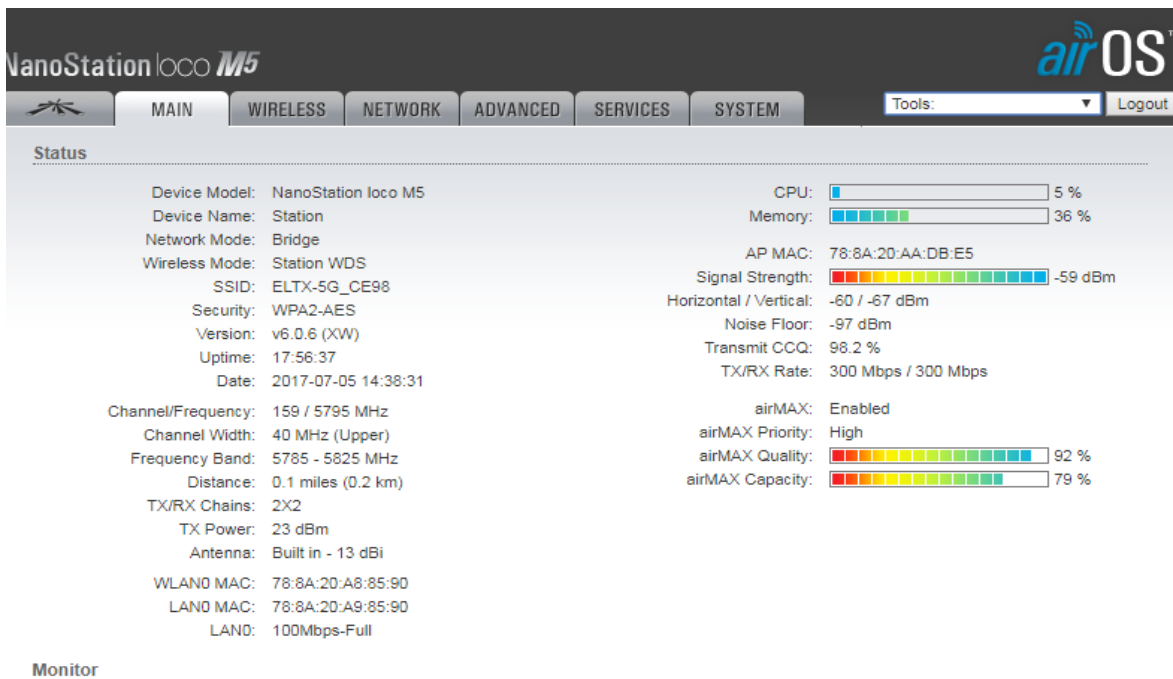 NanoStation loco M5
airOS™
MAIN WIRELESS NETWORK ADVANCED SERVICES SYSTEM Tools: Logout
Status
Device Model: NanoStation loco M5
Device Name: Station
Network Mode: Bridge
Wireless Mode: Station WDS
SSID: ELTX-5G_CE98
Security: WPA2-AES
Version: v6.0.6 (XW)
Uptime: 17:56:37
Date: 2017-07-05 14:38:31
Channel/Frequency: 159 / 5795 MHz
Channel Width: 40 MHz (Upper)
Frequency Band: 5785 - 5825 MHz
Distance: 0.1 miles (0.2 km)
TX/RX Chains: 2X2
TX Power: 23 dBm
Antenna: Built in - 13 dBi
WLAN0 MAC: 78:8A:20:A8:85:90
LAN0 MAC: 78:8A:20:A9:85:90
LAN0: 100Mbps-Full
CPU: 5 %
Memory: 36 %
AP MAC: 78:8A:20:AA:DB:E5
Signal Strength: -59 dBm
Horizontal / Vertical: -60 / -67 dBm
Noise Floor: -97 dBm
Transmit CCQ: 98.2 %
TX/RX Rate: 300 Mbps / 300 Mbps
airMAX: Enabled
airMAX Priority: High
airMAX Quality: 92 %
airMAX Capacity: 79 %
Monitor